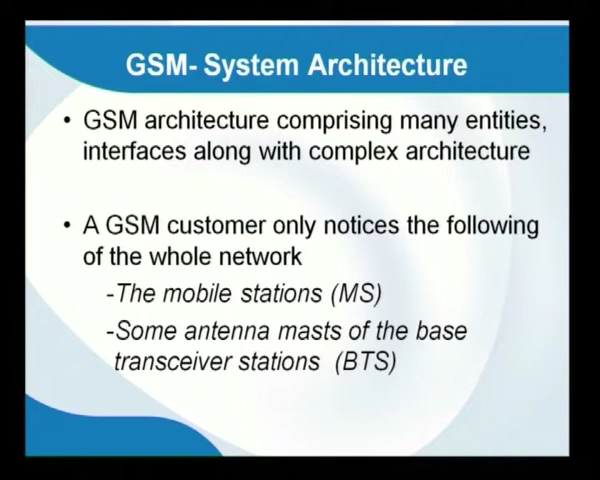 GSM- System Architecture
• GSM architecture comprising many entities,
interfaces along with complex architecture
• A GSM customer only notices the following
of the whole network
-The mobile stations (MS)
-Some antenna masts of the base
transceiver stations (BTS)